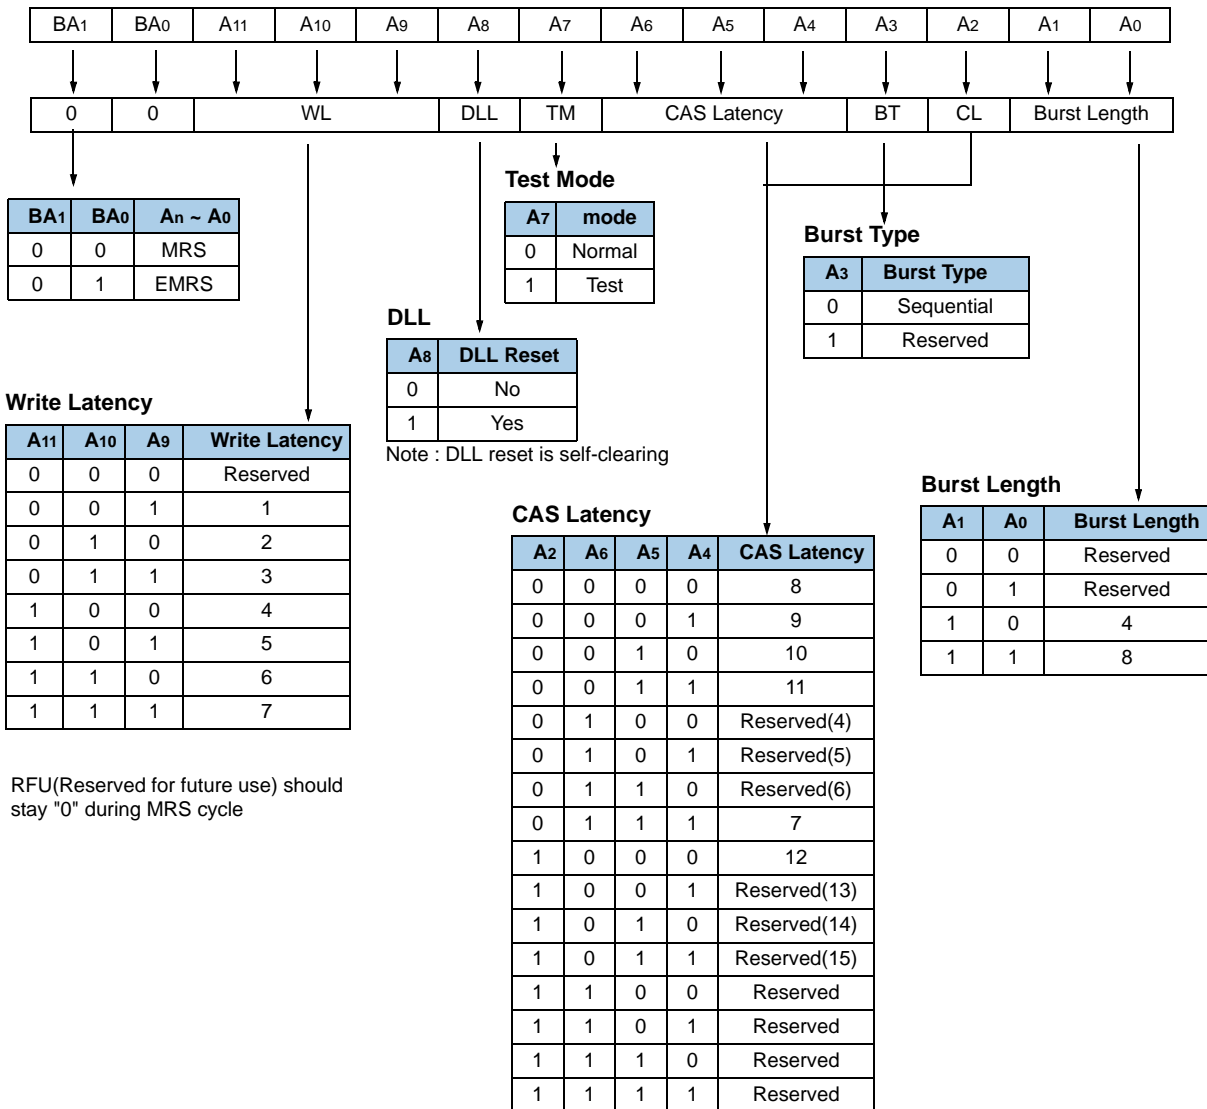 BA1 BA0 A11 A10 A9 A8 A7 A6 A5 A4 A3 A2 A1 A0
0 0 WL DLL TM CAS Latency BT CL Burst Length
BA1 BA0 An ~ A0
0 0 MRS
0 1 EMRS
Test Mode
A7 mode
0 Normal
1 Test
Burst Type
A3 Burst Type
0 Sequential
1 Reserved
DLL
A8 DLL Reset
0 No
1 Yes
Note : DLL reset is self-clearing
Write Latency
A11 A10 A9 Write Latency
0 0 0 Reserved
0 0 1 1
0 1 0 2
0 1 1 3
1 0 0 4
1 0 1 5
1 1 0 6
1 1 1 7
RFU(Reserved for future use) should
stay "0" during MRS cycle
CAS Latency
A2 A6 A5 A4 CAS Latency
0 0 0 0 8
0 0 0 1 9
0 0 1 0 10
0 0 1 1 11
0 1 0 0 Reserved(4)
0 1 0 1 Reserved(5)
0 1 1 0 Reserved(6)
0 1 1 1 7
1 0 0 0 12
1 0 0 1 Reserved(13)
1 0 1 0 Reserved(14)
1 0 1 1 Reserved(15)
1 1 0 0 Reserved
1 1 0 1 Reserved
1 1 1 0 Reserved
1 1 1 1 Reserved
Burst Length
A1 A0 Burst Length
0 0 Reserved
0 1 Reserved
1 0 4
1 1 8